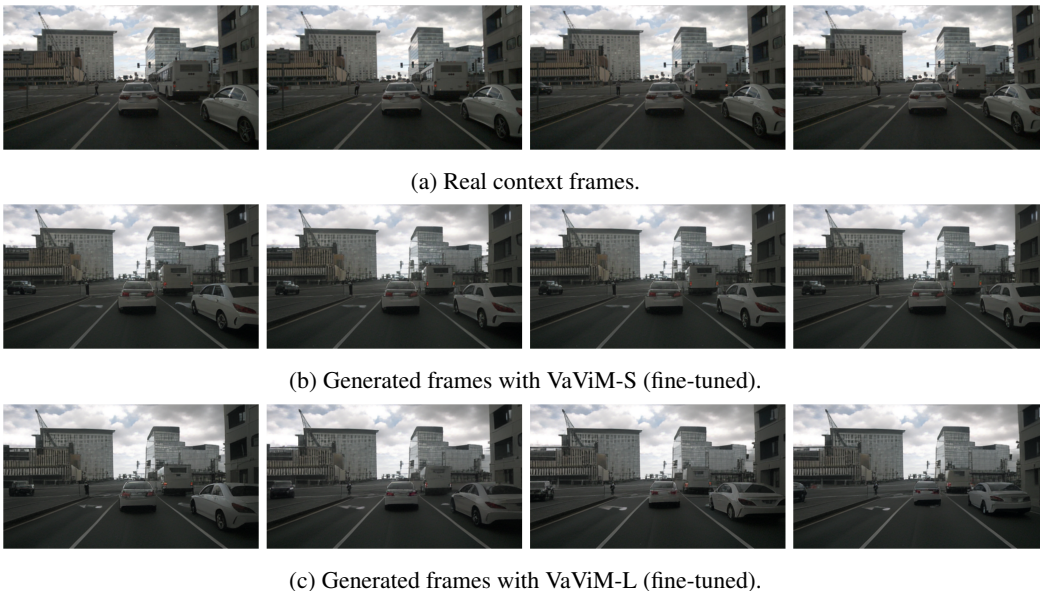 (a) Real context frames.
(b) Generated frames with VaViM-S (fine-tuned).
(c) Generated frames with VaViM-L (fine-tuned).